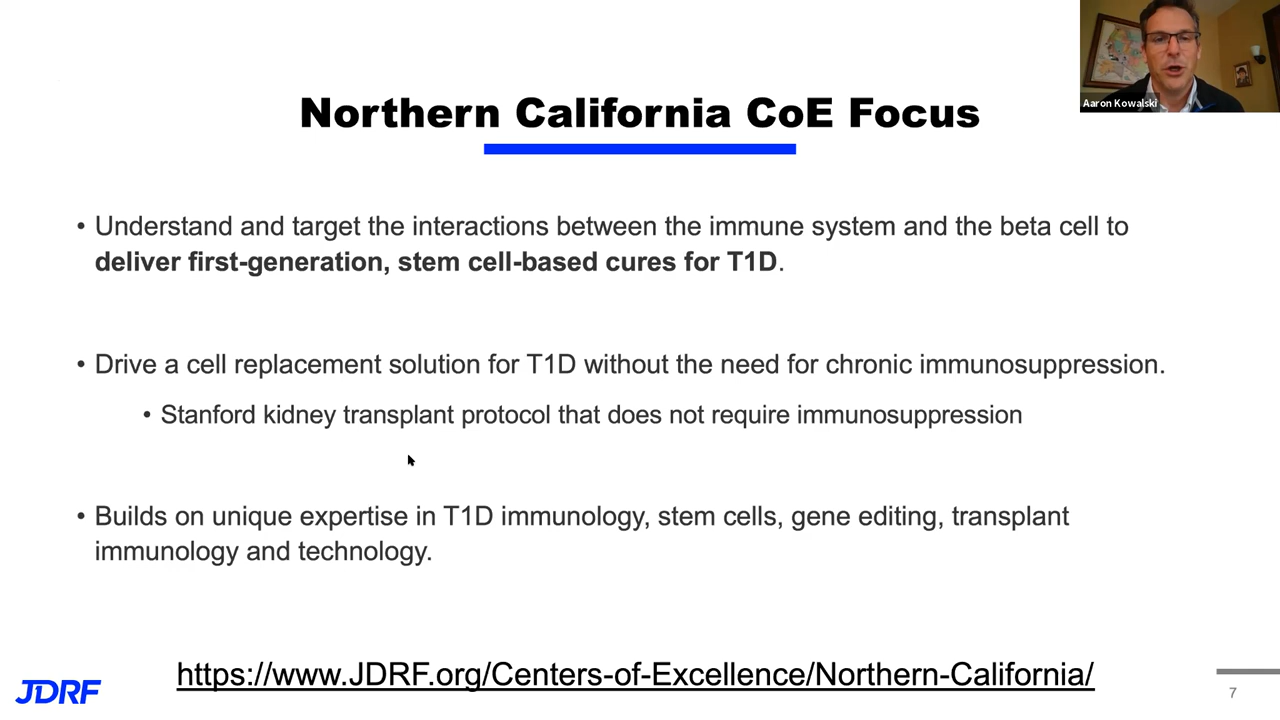 Aaron Kowalski
Northern California CoE Focus
• Understand and target the interactions between the immune system and the beta cell to
deliver first-generation, stem cell-based cures for T1D.
• Drive a cell replacement solution for T1D without the need for chronic immunosuppression.
• Stanford kidney transplant protocol that does not require immunosuppression
• Builds on unique expertise in T1D immunology, stem cells, gene editing, transplant
immunology and technology.
https://www.JDRF.org/Centers-of-Excellence/Northern-California/
JDRF
7